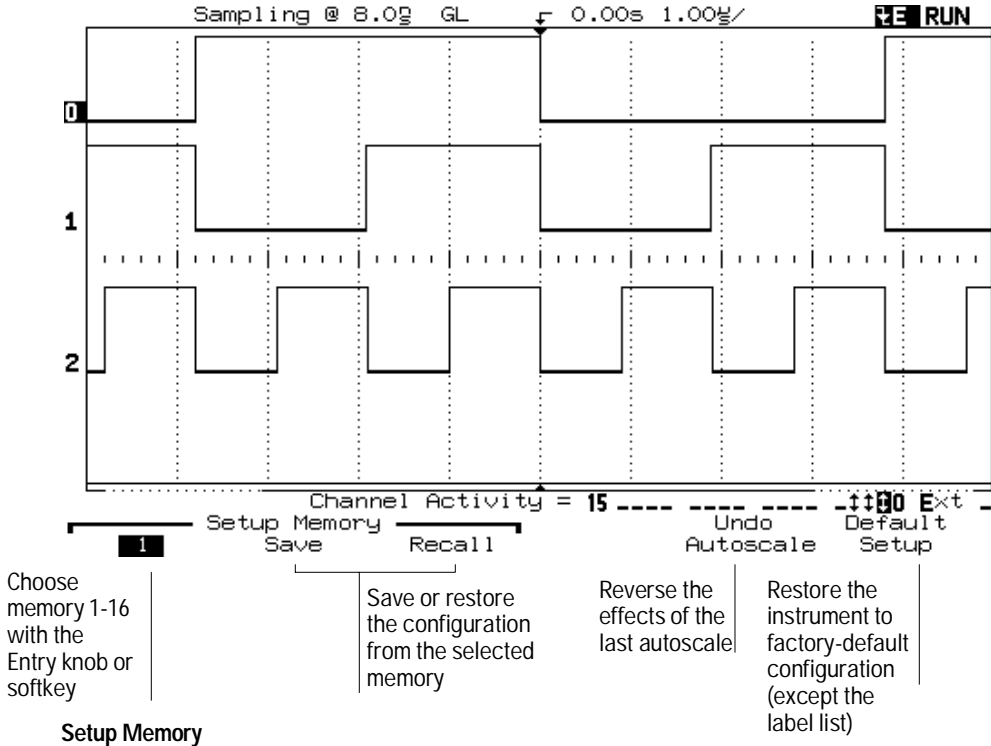 Sampling @ 8.0n GL 0.00s 1.00µ/ E RUN
0
1
2
Channel Activity = 15 ---- ---- ---- -↕↕↕0 Ext -
Setup Memory
1 Save Recall
Undo
Autoscale
Default
Setup
Choose
memory 1-16
with the
Entry knob or
softkey
Save or restore
the configuration
from the selected
memory
Reverse the
effects of the
last autoscale
Restore the
instrument to
factory-default
configuration
(except the
label list)
Setup Memory